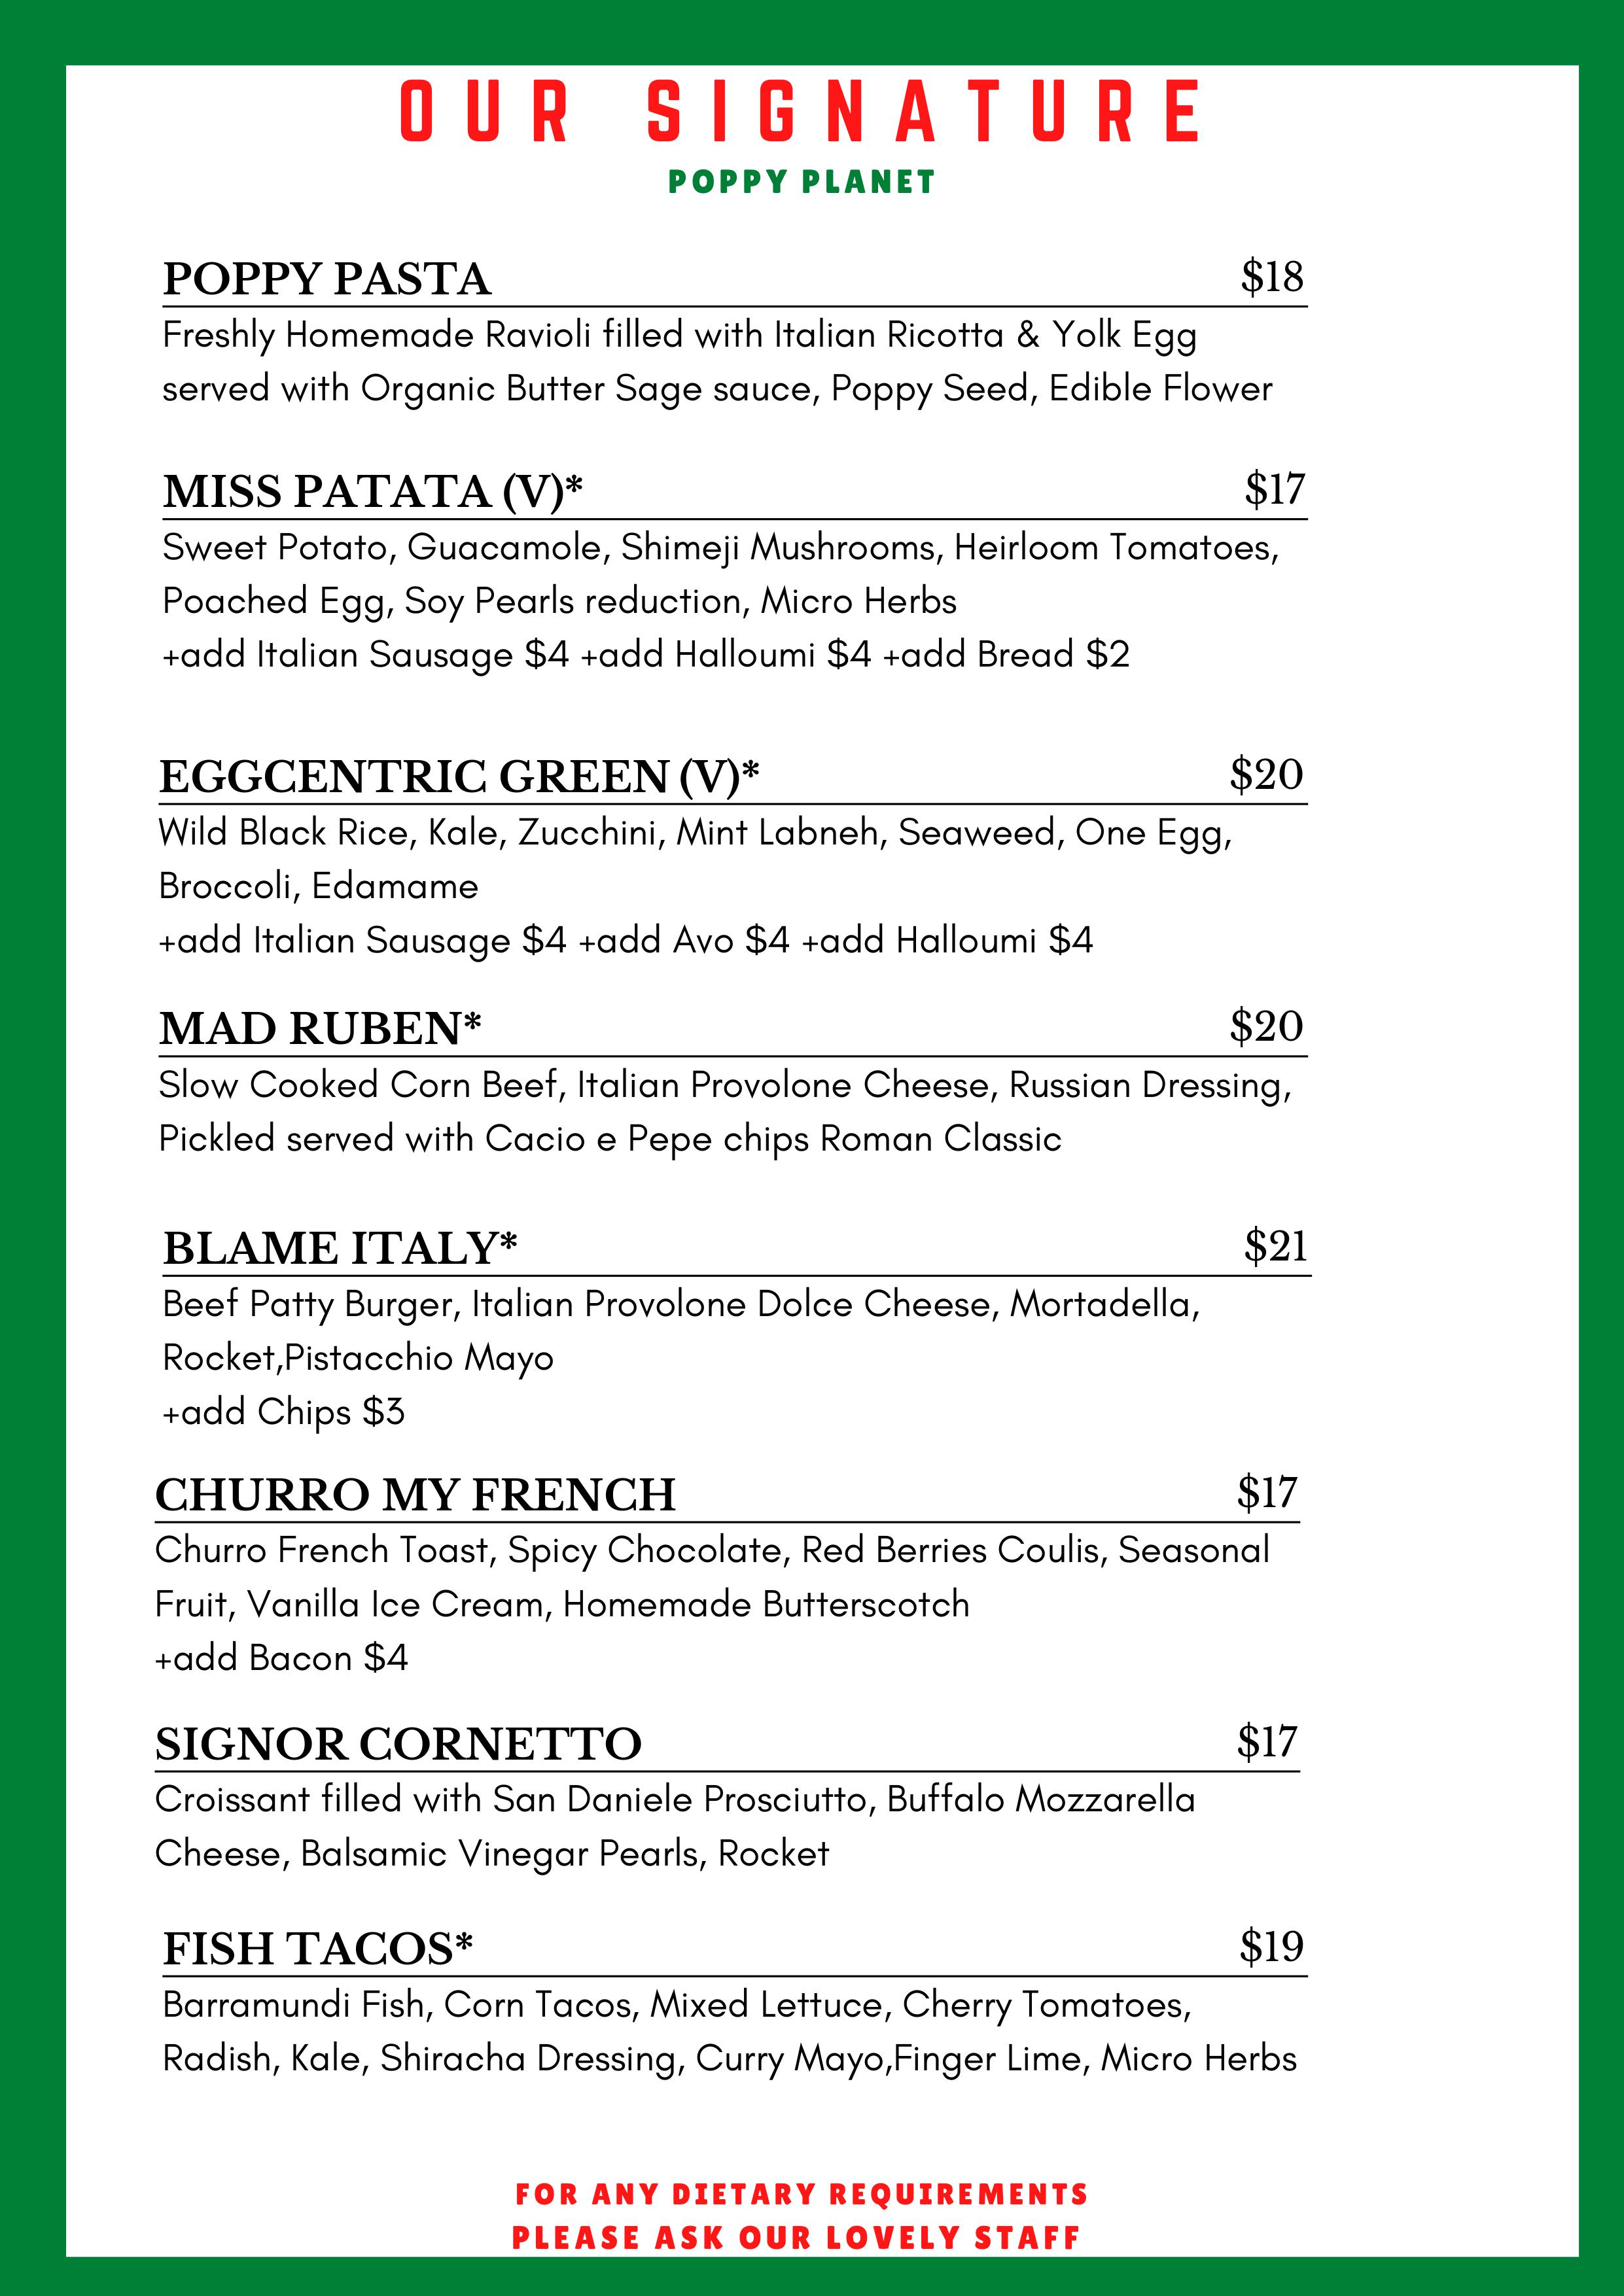 OUR SIGNATURE
POPPY PLANET
POPPY PASTA $18
Freshly Homemade Ravioli filled with Italian Ricotta & Yolk Egg
served with Organic Butter Sage sauce, Poppy Seed, Edible Flower
MISS PATATA (V)* $17
Sweet Potato, Guacamole, Shimeji Mushrooms, Heirloom Tomatoes,
Poached Egg, Soy Pearls reduction, Micro Herbs
+add Italian Sausage $4 +add Halloumi $4 +add Bread $2
EGGCENTRIC GREEN (V)* $20
Wild Black Rice, Kale, Zucchini, Mint Labneh, Seaweed, One Egg,
Broccoli, Edamame
+add Italian Sausage $4 +add Avo $4 +add Halloumi $4
MAD RUBEN* $20
Slow Cooked Corn Beef, Italian Provolone Cheese, Russian Dressing,
Pickled served with Cacio e Pepe chips Roman Classic
BLAME ITALY* $21
Beef Patty Burger, Italian Provolone Dolce Cheese, Mortadella,
Rocket,Pistacchio Mayo
+add Chips $3
CHURRO MY FRENCH $17
Churro French Toast, Spicy Chocolate, Red Berries Coulis, Seasonal
Fruit, Vanilla Ice Cream, Homemade Butterscotch
+add Bacon $4
SIGNOR CORNETTO $17
Croissant filled with San Daniele Prosciutto, Buffalo Mozzarella
Cheese, Balsamic Vinegar Pearls, Rocket
FISH TACOS* $19
Barramundi Fish, Corn Tacos, Mixed Lettuce, Cherry Tomatoes,
Radish, Kale, Shiracha Dressing, Curry Mayo,Finger Lime, Micro Herbs
FOR ANY DIETARY REQUIREMENTS
PLEASE ASK OUR LOVELY STAFF